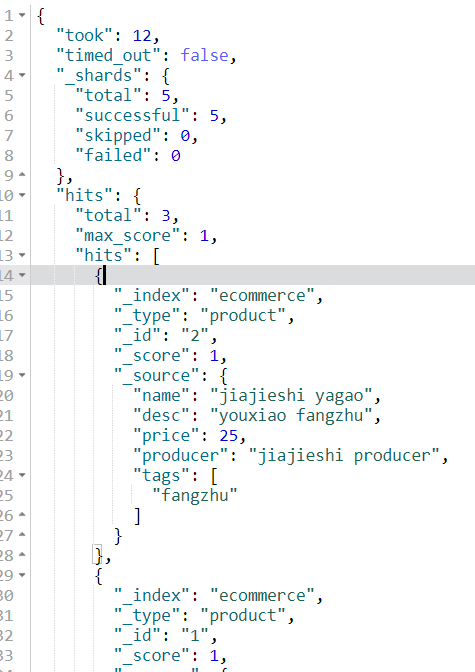 1 {
2 "took": 12,
3 "timed_out": false,
4 "_shards": {
5 "total": 5,
6 "successful": 5,
7 "skipped": 0,
8 "failed": 0
9 },
10 "hits": {
11 "total": 3,
12 "max_score": 1,
13 "hits": [
14 {
15 "_index": "ecommerce",
16 "_type": "product",
17 "_id": "2",
18 "_score": 1,
19 "_source": {
20 "name": "jiajieshi yagao",
21 "desc": "youxiao fangzhu",
22 "price": 25,
23 "producer": "jiajieshi producer",
24 "tags": [
25 "fangzhu"
26 ]
27 }
28 },
29 {
30 "_index": "ecommerce",
31 "_type": "product",
32 "_id": "1",
33 "_score": 1,